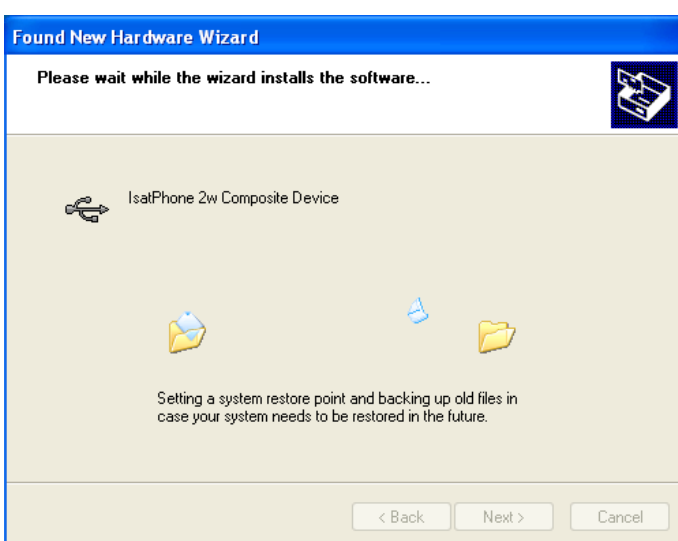 Found New Hardware Wizard
Please wait while the wizard installs the software...
IsatPhone 2w Composite Device
Setting a system restore point and backing up old files in
case your system needs to be restored in the future.
< Back Next > Cancel